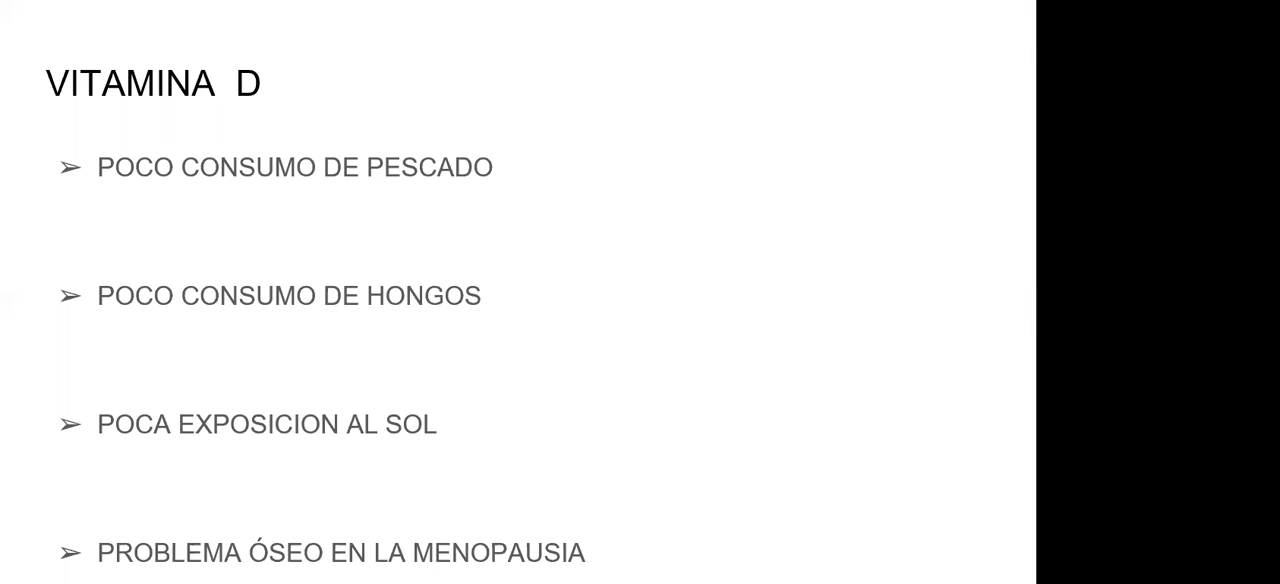 VITAMINA D
➢ POCO CONSUMO DE PESCADO
➢ POCO CONSUMO DE HONGOS
➢ POCA EXPOSICION AL SOL
➢ PROBLEMA ÓSEO EN LA MENOPAUSIA